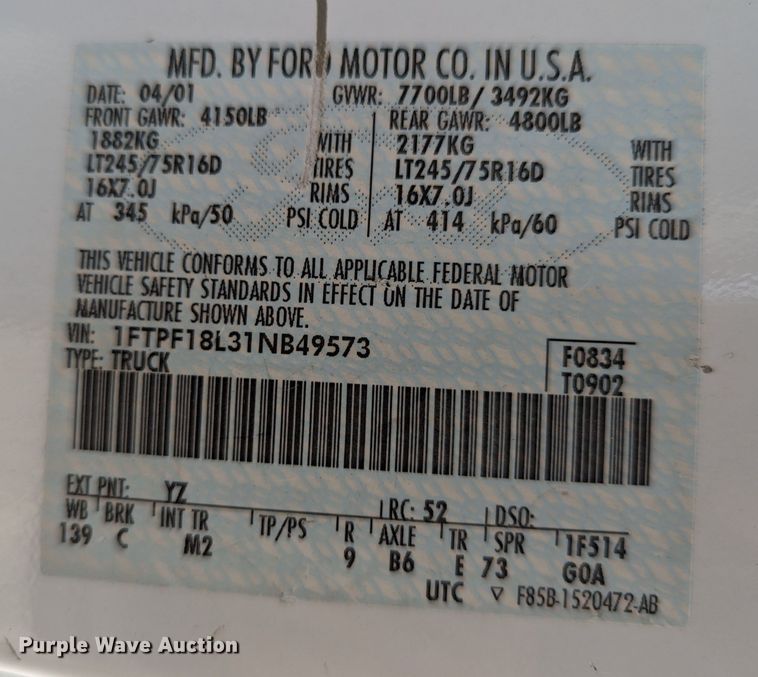 MFD. BY FORD MOTOR CO. IN U.S.A.
DATE: 04/01 GVWR: 7700LB/ 3492KG
FRONT GAWR: 4150LB REAR GAWR: 4800LB
1882KG WITH 2177KG WITH
LT245/75R16D TIRES LT245/75R16D TIRES
16X7.0J RIMS 16X7.0J RIMS
AT 345 kPa/50 PSI COLD AT 414 kPa/60 PSI COLD
THIS VEHICLE CONFORMS TO ALL APPLICABLE FEDERAL MOTOR
VEHICLE SAFETY STANDARDS IN EFFECT ON THE DATE OF
MANUFACTURE SHOWN ABOVE.
VIN: 1FTPF18L31NB49573 F0834
TYPE: TRUCK T0902
EXT PNT: YZ RC: 52 DSO:
WB BRK INT TR TP/PS R AXLE TR SPR 1F514
139 C M2 9 B6 E 73 G0A
UTC ▽ F85B-1520472-AB
Purple Wave Auction